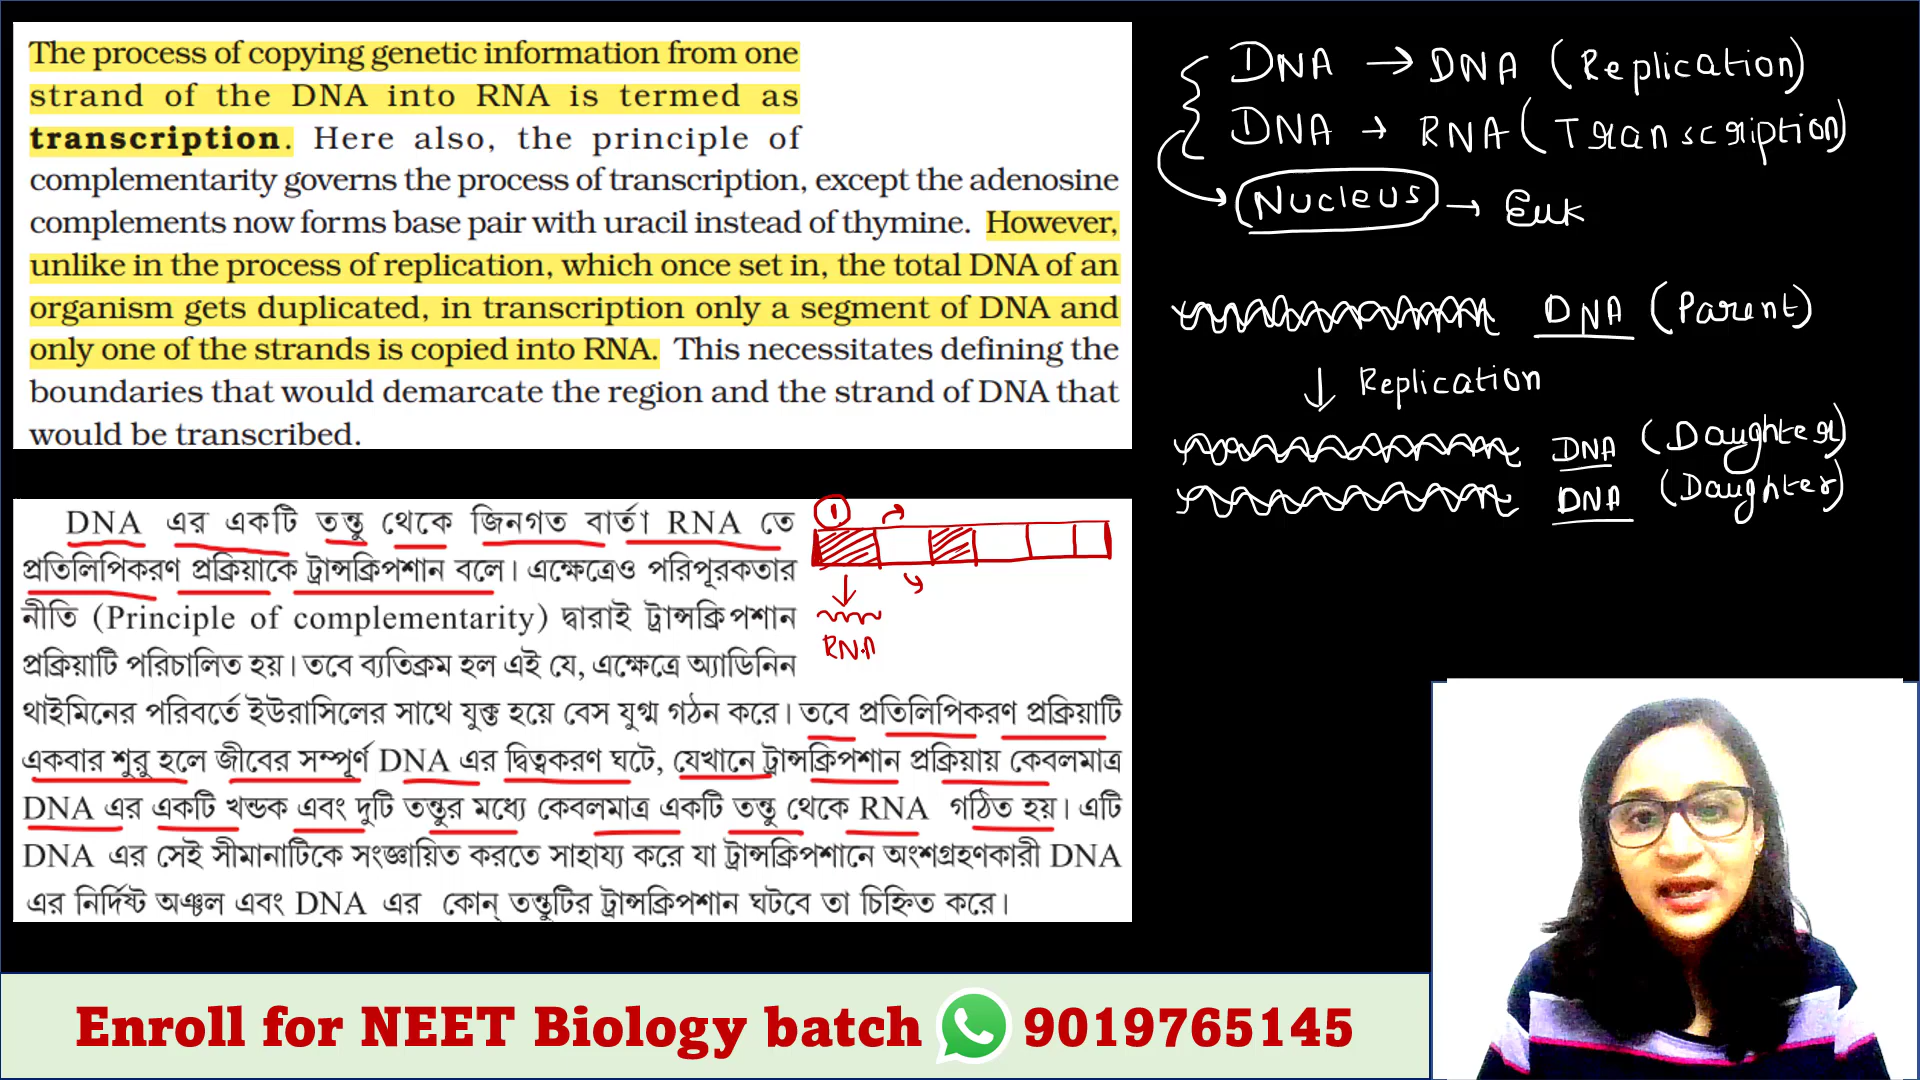 The process of copying genetic information from one
strand of the DNA into RNA is termed as
transcription. Here also, the principle of
complementarity governs the process of transcription, except the adenosine
complements now forms base pair with uracil instead of thymine. However,
unlike in the process of replication, which once set in, the total DNA of an
organism gets duplicated, in transcription only a segment of DNA and
only one of the strands is copied into RNA. This necessitates defining the
boundaries that would demarcate the region and the strand of DNA that
would be transcribed.
DNA এর একটি তন্তু থেকে জিনগত বার্তা RNA তে
প্রতিলিপিকরণ প্রক্রিয়াকে ট্রান্সক্রিপশান বলে। এক্ষেত্রেও পরিপূরকতার
নীতি (Principle of complementarity) দ্বারাই ট্রান্সক্রিপশান
প্রক্রিয়াটি পরিচালিত হয়। তবে ব্যতিক্রম হল এই যে, এক্ষেত্রে অ্যাডিনিন
থাইমিনের পরিবর্তে ইউরাসিলের সাথে যুক্ত হয়ে বেস যুগ্ম গঠন করে। তবে প্রতিলিপিকরণ প্রক্রিয়াটি
একবার শুরু হলে জীবের সম্পূর্ণ DNA এর দ্বিত্বকরণ ঘটে, যেখানে ট্রান্সক্রিপশান প্রক্রিয়ায় কেবলমাত্র
DNA এর একটি খন্ডক এবং দুটি তন্তুর মধ্যে কেবলমাত্র একটি তন্তু থেকে RNA গঠিত হয়। এটি
DNA এর সেই সীমানাটিকে সংজ্ঞায়িত করতে সাহায্য করে যা ট্রান্সক্রিপশানে অংশগ্রহণকারী DNA
এর নির্দিষ্ট অঞ্চল এবং DNA এর কোন্ তন্তুটির ট্রান্সক্রিপশান ঘটবে তা চিহ্নিত করে।
1
RNA
DNA → DNA (Replication)
DNA → RNA (Transcription)
Nucleus → Euk
DNA (Parent)
↓ Replication
DNA (Daughter)
DNA (Daughter)
Enroll for NEET Biology batch 9019765145